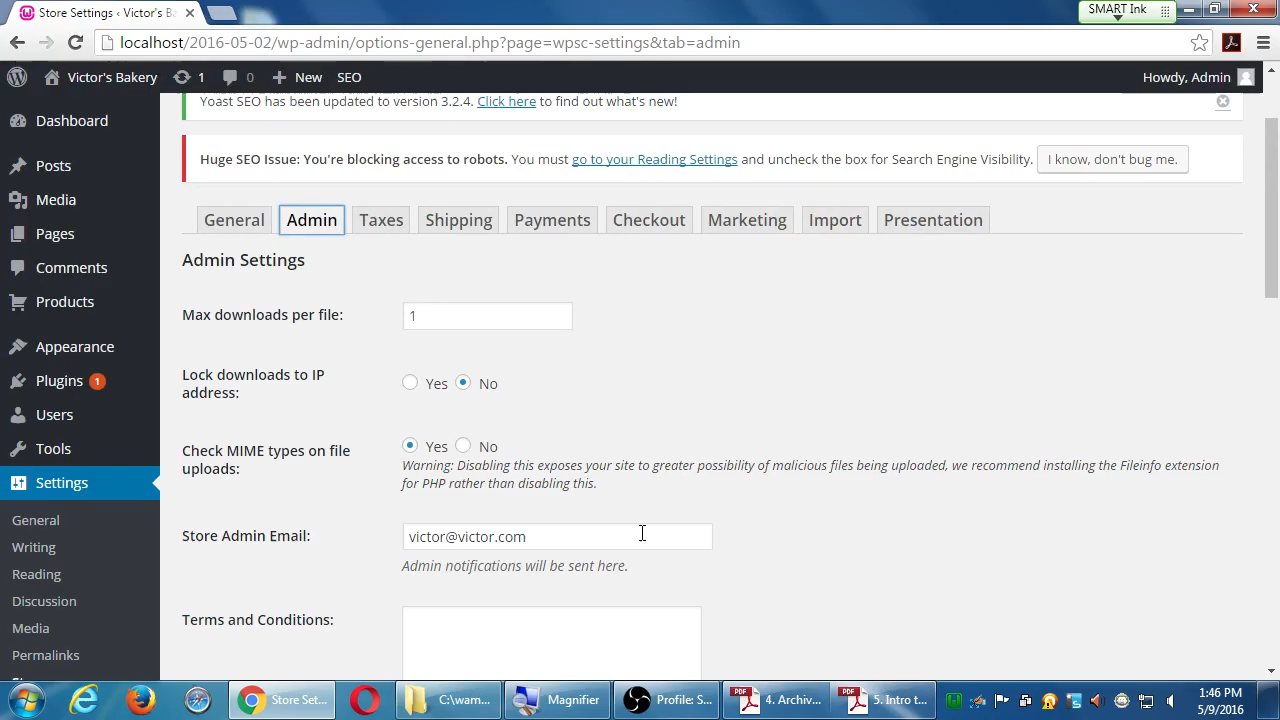 Store Settings ‹ Victor's Ba
SMART Ink
localhost/2016-05-02/wp-admin/options-general.php?page=wpsc-settings&tab=admin
Victor's Bakery 1 0 New SEO Howdy, Admin
Yoast SEO has been updated to version 3.2.4. Click here to find out what's new!
Huge SEO Issue: You're blocking access to robots. You must go to your Reading Settings and uncheck the box for Search Engine Visibility. I know, don't bug me.
Dashboard
Posts
Media
Pages
Comments
Products
Appearance
Plugins 1
Users
Tools
Settings
General
Writing
Reading
Discussion
Media
Permalinks
General Admin Taxes Shipping Payments Checkout Marketing Import Presentation
Admin Settings
Max downloads per file: 1
Lock downloads to IP address: Yes No
Check MIME types on file uploads: Yes No
Warning: Disabling this exposes your site to greater possibility of malicious files being uploaded, we recommend installing the Fileinfo extension
for PHP rather than disabling this.
Store Admin Email: victor@victor.com
Admin notifications will be sent here.
Terms and Conditions:
Store Set... C:\wam... Magnifier Profile: S... 4. Archiv... 5. Intro t...
1:46 PM
5/9/2016